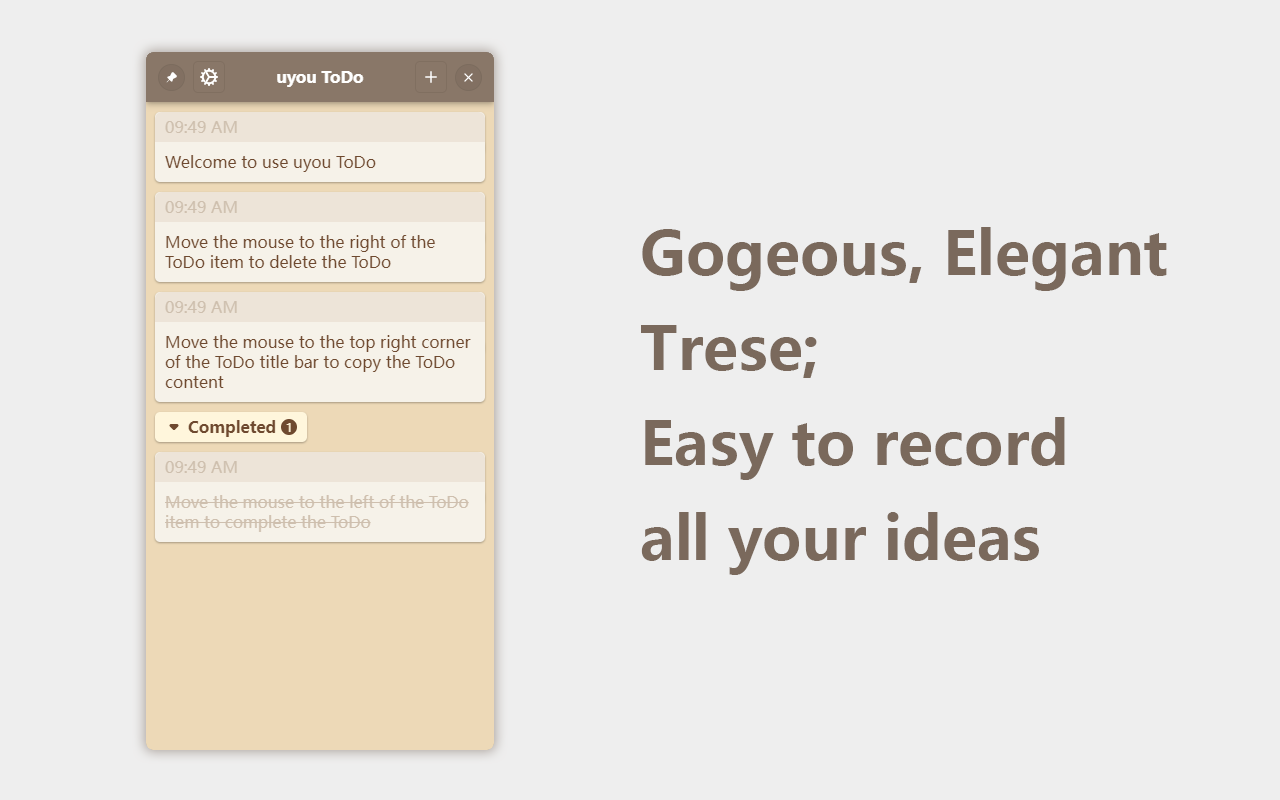 uyou ToDo
09:49 AM
Welcome to use uyou ToDo
09:49 AM
Move the mouse to the right of the
ToDo item to delete the ToDo
09:49 AM
Move the mouse to the top right corner
of the ToDo title bar to copy the ToDo
content
Completed 1
09:49 AM
Move the mouse to the left of the ToDo
item to complete the ToDo
Gogeous, Elegant
Trese;
Easy to record
all your ideas